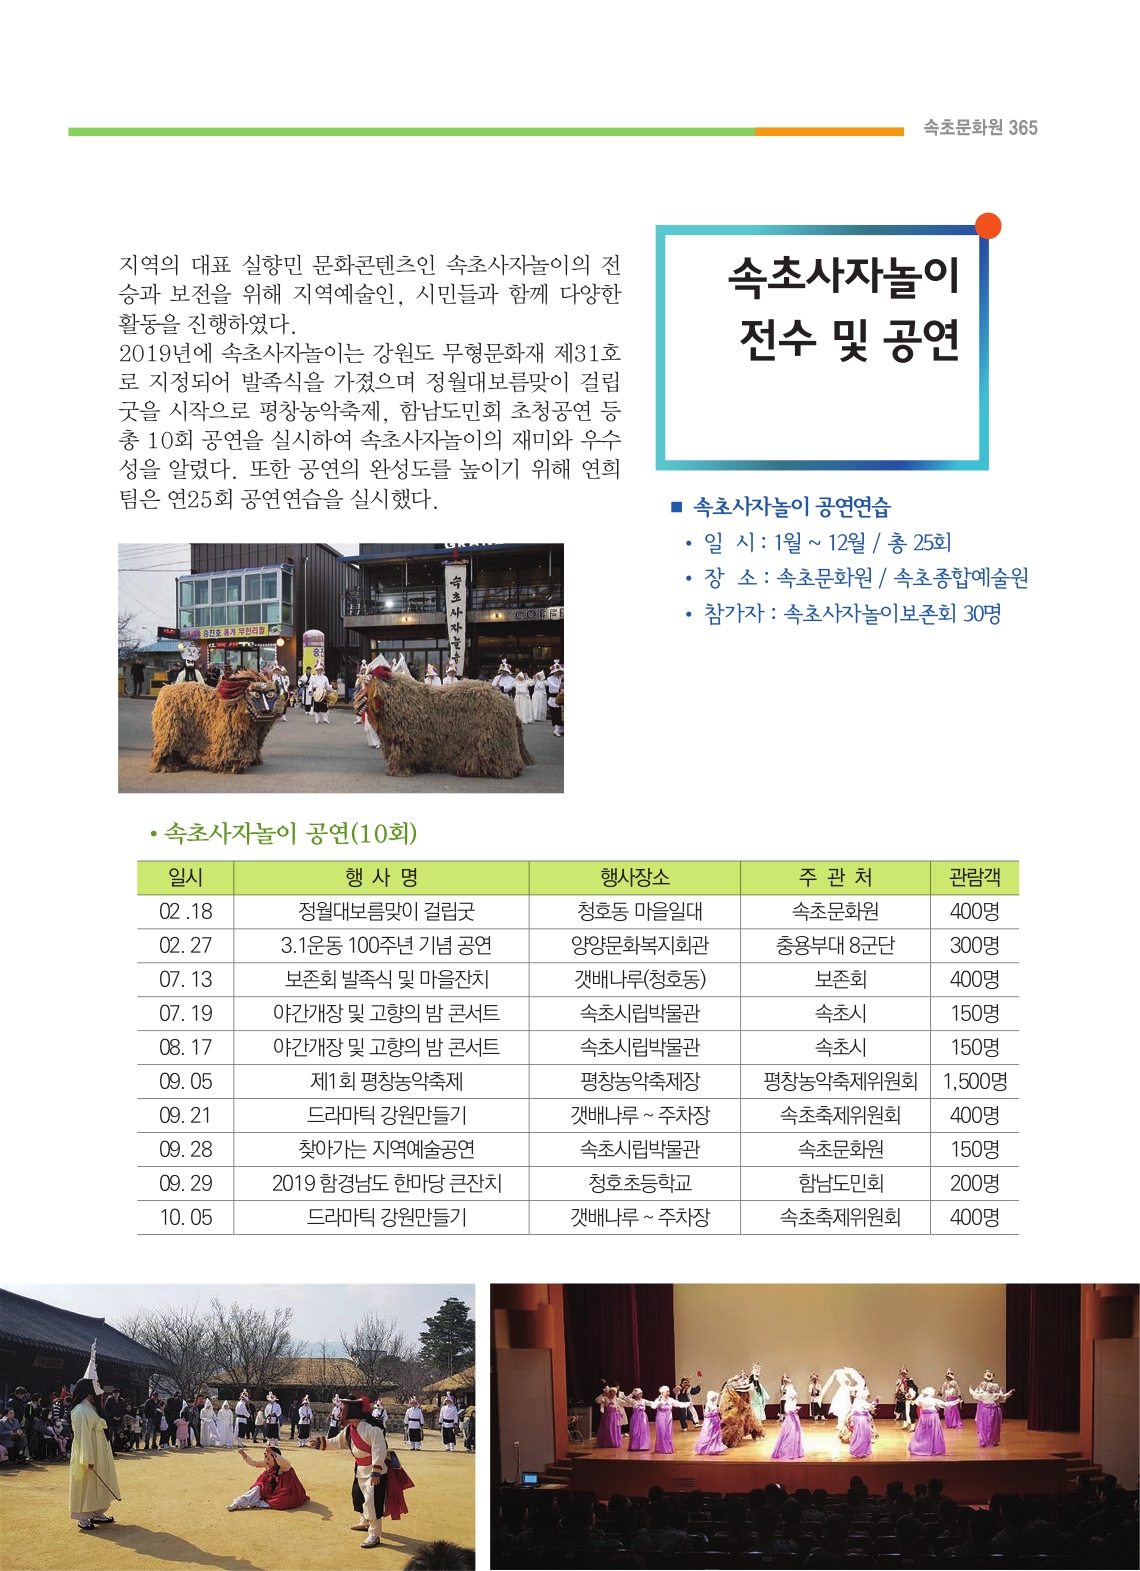 속초문화원 365
지역의 대표 실향민 문화콘텐츠인 속초사자놀이의 전
승과 보전을 위해 지역예술인, 시민들과 함께 다양한
활동을 진행하였다.
2019년에 속초사자놀이는 강원도 무형문화재 제31호
로 지정되어 발족식을 가졌으며 정월대보름맞이 걸립
굿을 시작으로 평창농악축제, 함남도민회 초청공연 등
총 10회 공연을 실시하여 속초사자놀이의 재미와 우수
성을 알렸다. 또한 공연의 완성도를 높이기 위해 연희
팀은 연25회 공연연습을 실시했다.
속초사자놀이
전수 및 공연
■ 속초사자놀이 공연연습
• 일 시 : 1월 ~ 12월 / 총 25회
• 장 소 : 속초문화원 / 속초종합예술원
• 참가자 : 속초사자놀이보존회 30명
속초사자놀이
COFFE
• 속초사자놀이 공연(10회)
일시 행 사 명 행사장소 주 관 처 관람객
02 .18 정월대보름맞이 걸립굿 청호동 마을일대 속초문화원 400명
02. 27 3.1운동 100주년 기념 공연 양양문화복지회관 충용부대 8군단 300명
07. 13 보존회 발족식 및 마을잔치 갯배나루(청호동) 보존회 400명
07. 19 야간개장 및 고향의 밤 콘서트 속초시립박물관 속초시 150명
08. 17 야간개장 및 고향의 밤 콘서트 속초시립박물관 속초시 150명
09. 05 제1회 평창농악축제 평창농악축제장 평창농악축제위원회 1,500명
09. 21 드라마틱 강원만들기 갯배나루 ~ 주차장 속초축제위원회 400명
09. 28 찾아가는 지역예술공연 속초시립박물관 속초문화원 150명
09. 29 2019 함경남도 한마당 큰잔치 청호초등학교 함남도민회 200명
10. 05 드라마틱 강원만들기 갯배나루 ~ 주차장 속초축제위원회 400명